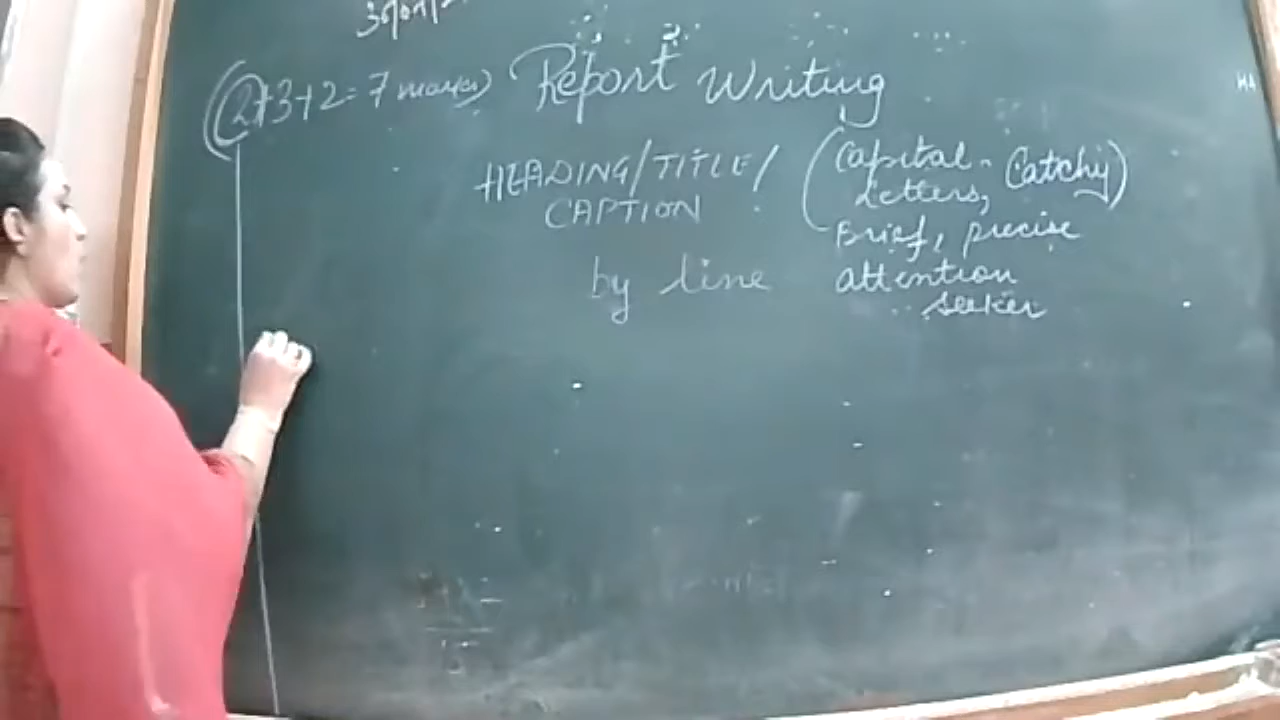 (2+3+2=7 marks) Report Writing
HEADING/TITLE/ (Capital - Catchy)
CAPTION Letters,
Brief, precise
by line attention
seeker